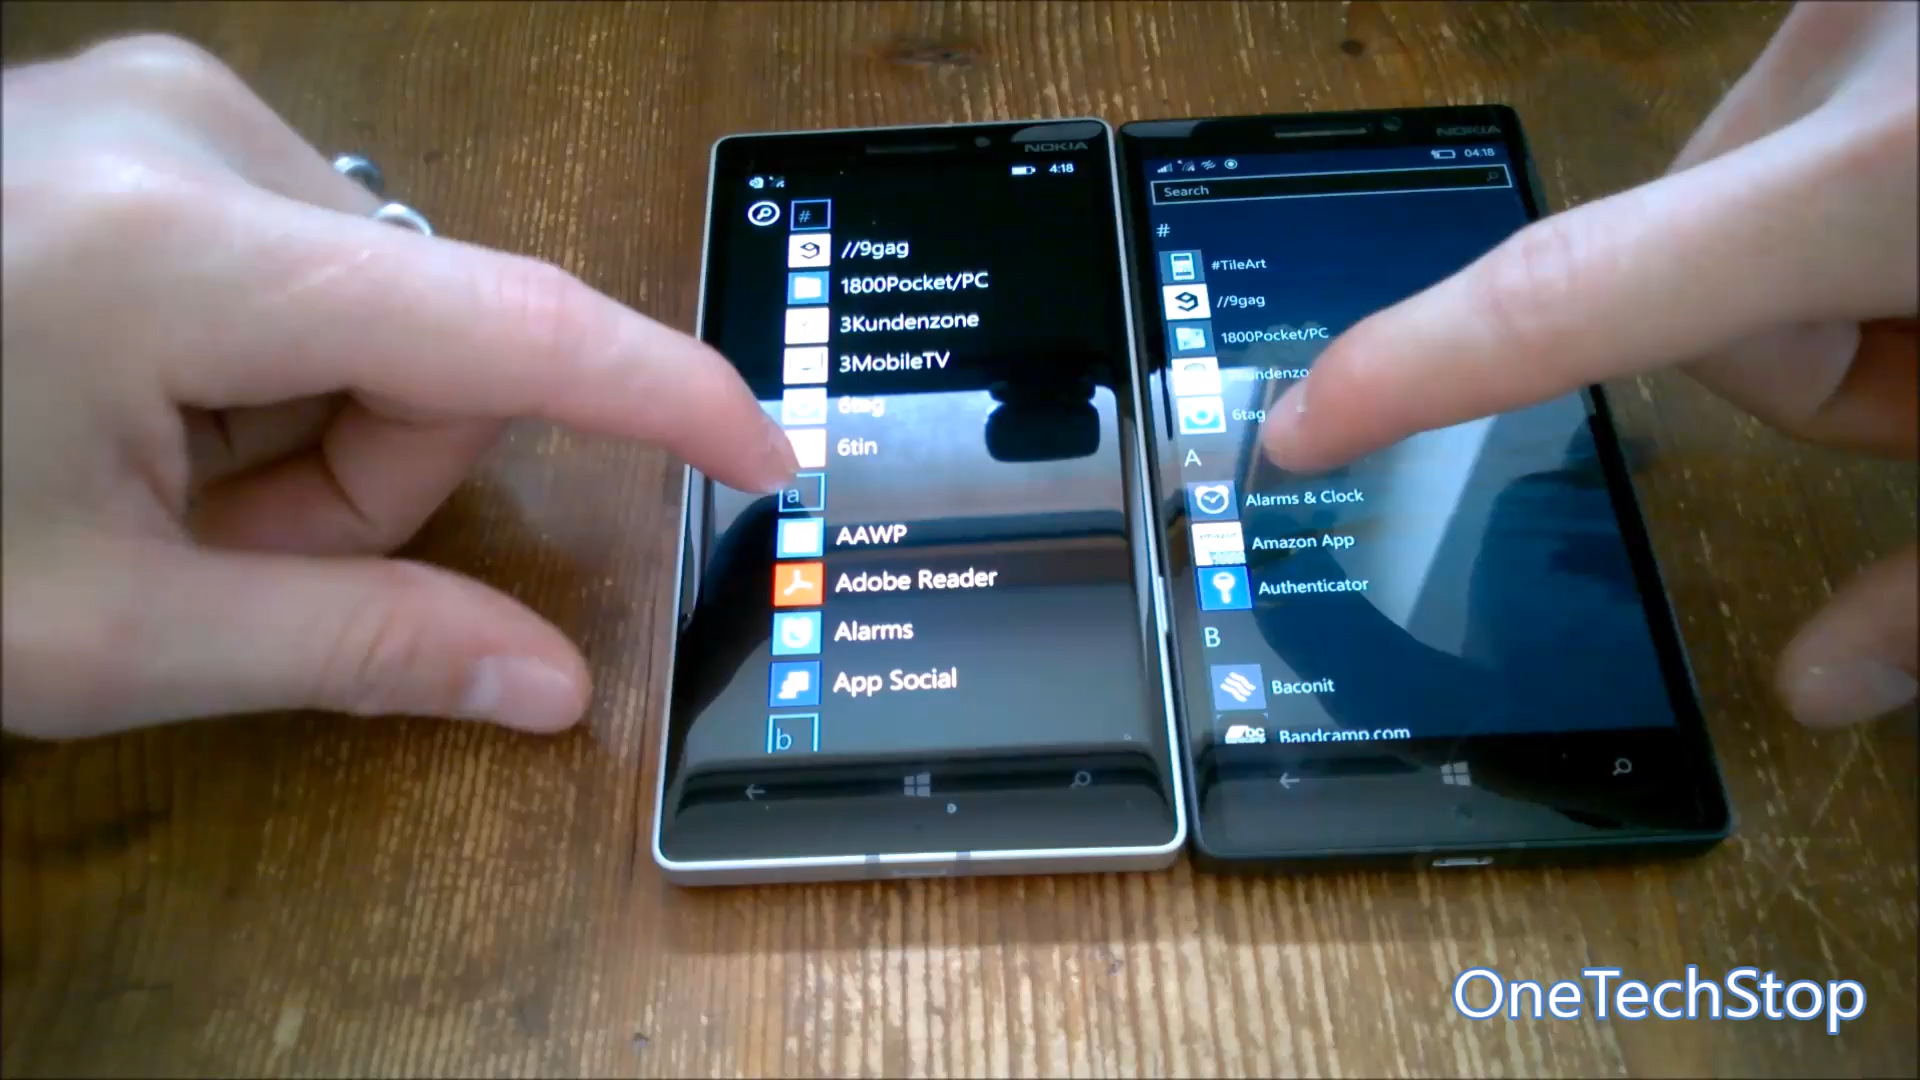 NOKIA
4:18
#
//9gag
1800Pocket/PC
3Kundenzone
3MobileTV
6tag
6tin
a
AAWP
Adobe Reader
Alarms
App Social
b
NOKIA
04:18
Search
#
#TileArt
//9gag
1800Pocket/PC
6tag
A
Alarms & Clock
Amazon App
Authenticator
B
Baconit
Bandcamp.com
OneTechStop